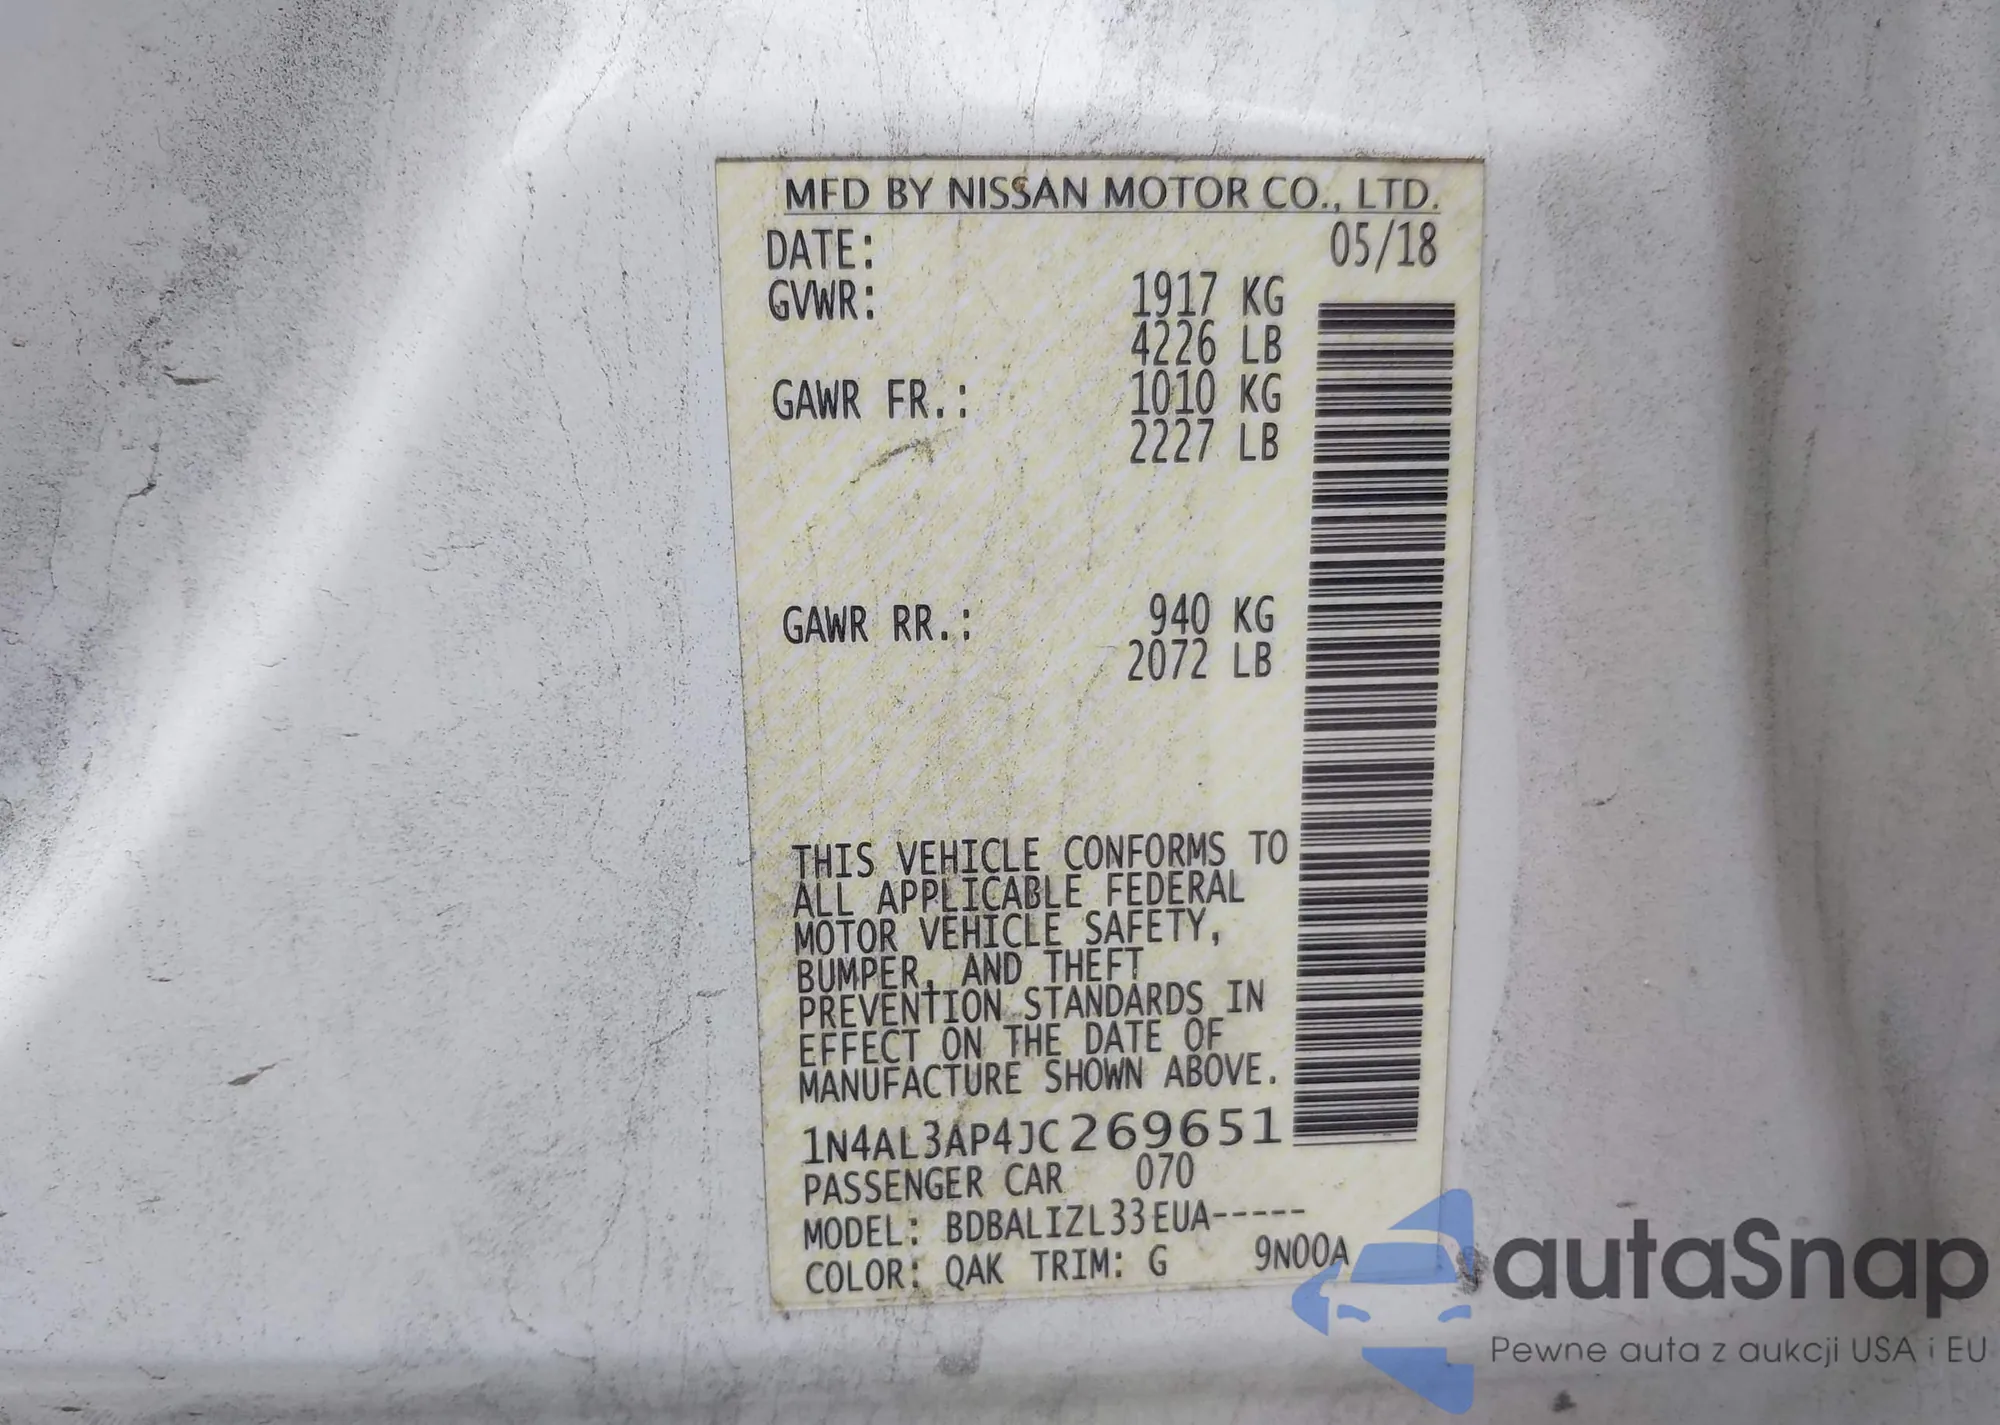 MFD BY NISSAN MOTOR CO., LTD.
DATE: 05/18
GVWR: 1917 KG
4226 LB
GAWR FR.: 1010 KG
2227 LB
GAWR RR.: 940 KG
2072 LB
THIS VEHICLE CONFORMS TO
ALL APPLICABLE FEDERAL
MOTOR VEHICLE SAFETY,
BUMPER, AND THEFT
PREVENTION STANDARDS IN
EFFECT ON THE DATE OF
MANUFACTURE SHOWN ABOVE.
1N4AL3AP4JC269651
PASSENGER CAR 070
MODEL: BDBALIZL33EUA-----
COLOR: QAK TRIM: G 9N00A
autaSnap
Pewne auta z aukcji USA i EU